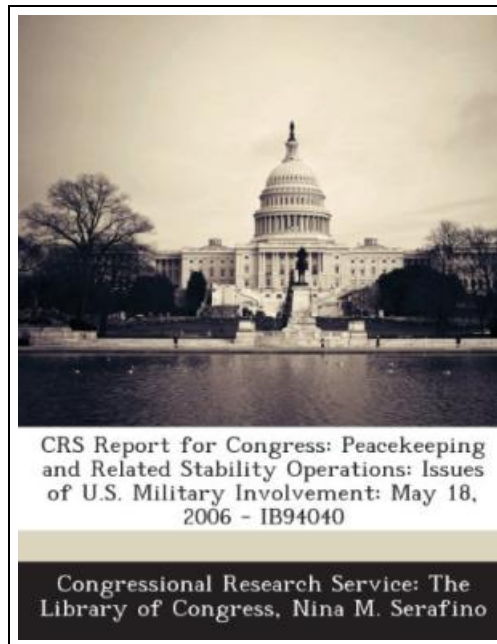 CRS Report for Congress: Peacekeeping
and Related Stability Operations: Issues
of U.S. Military Involvement: May 18,
2006 - IB94040
Congressional Research Service: The
Library of Congress, Nina M. Serafino